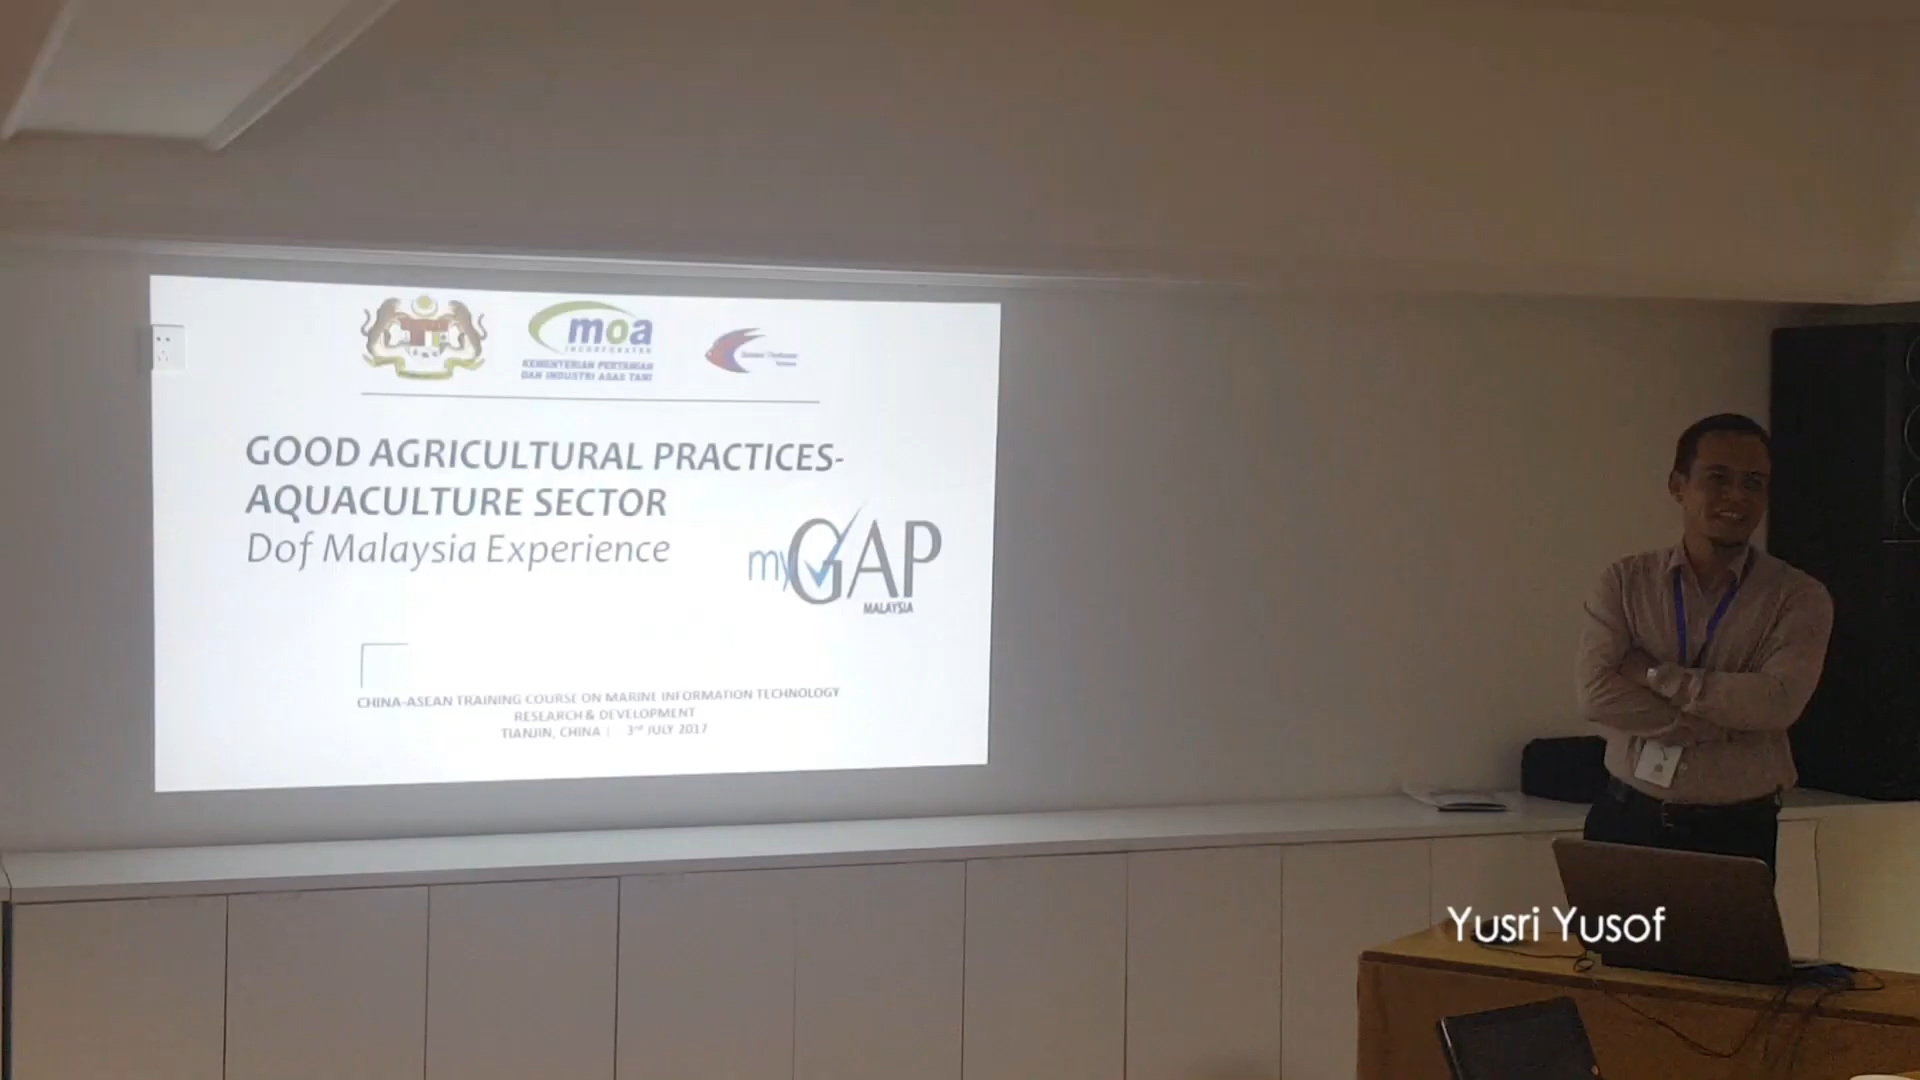 moa
INCORPORATED
KEMENTERIAN PERTANIAN
DAN INDUSTRI ASAS TANI
GOOD AGRICULTURAL PRACTICES-
AQUACULTURE SECTOR
Dof Malaysia Experience
myGAP
MALAYSIA
CHINA-ASEAN TRAINING COURSE ON MARINE INFORMATION TECHNOLOGY
RESEARCH & DEVELOPMENT
TIANJIN, CHINA | 3rd JULY 2017
Yusri Yusof